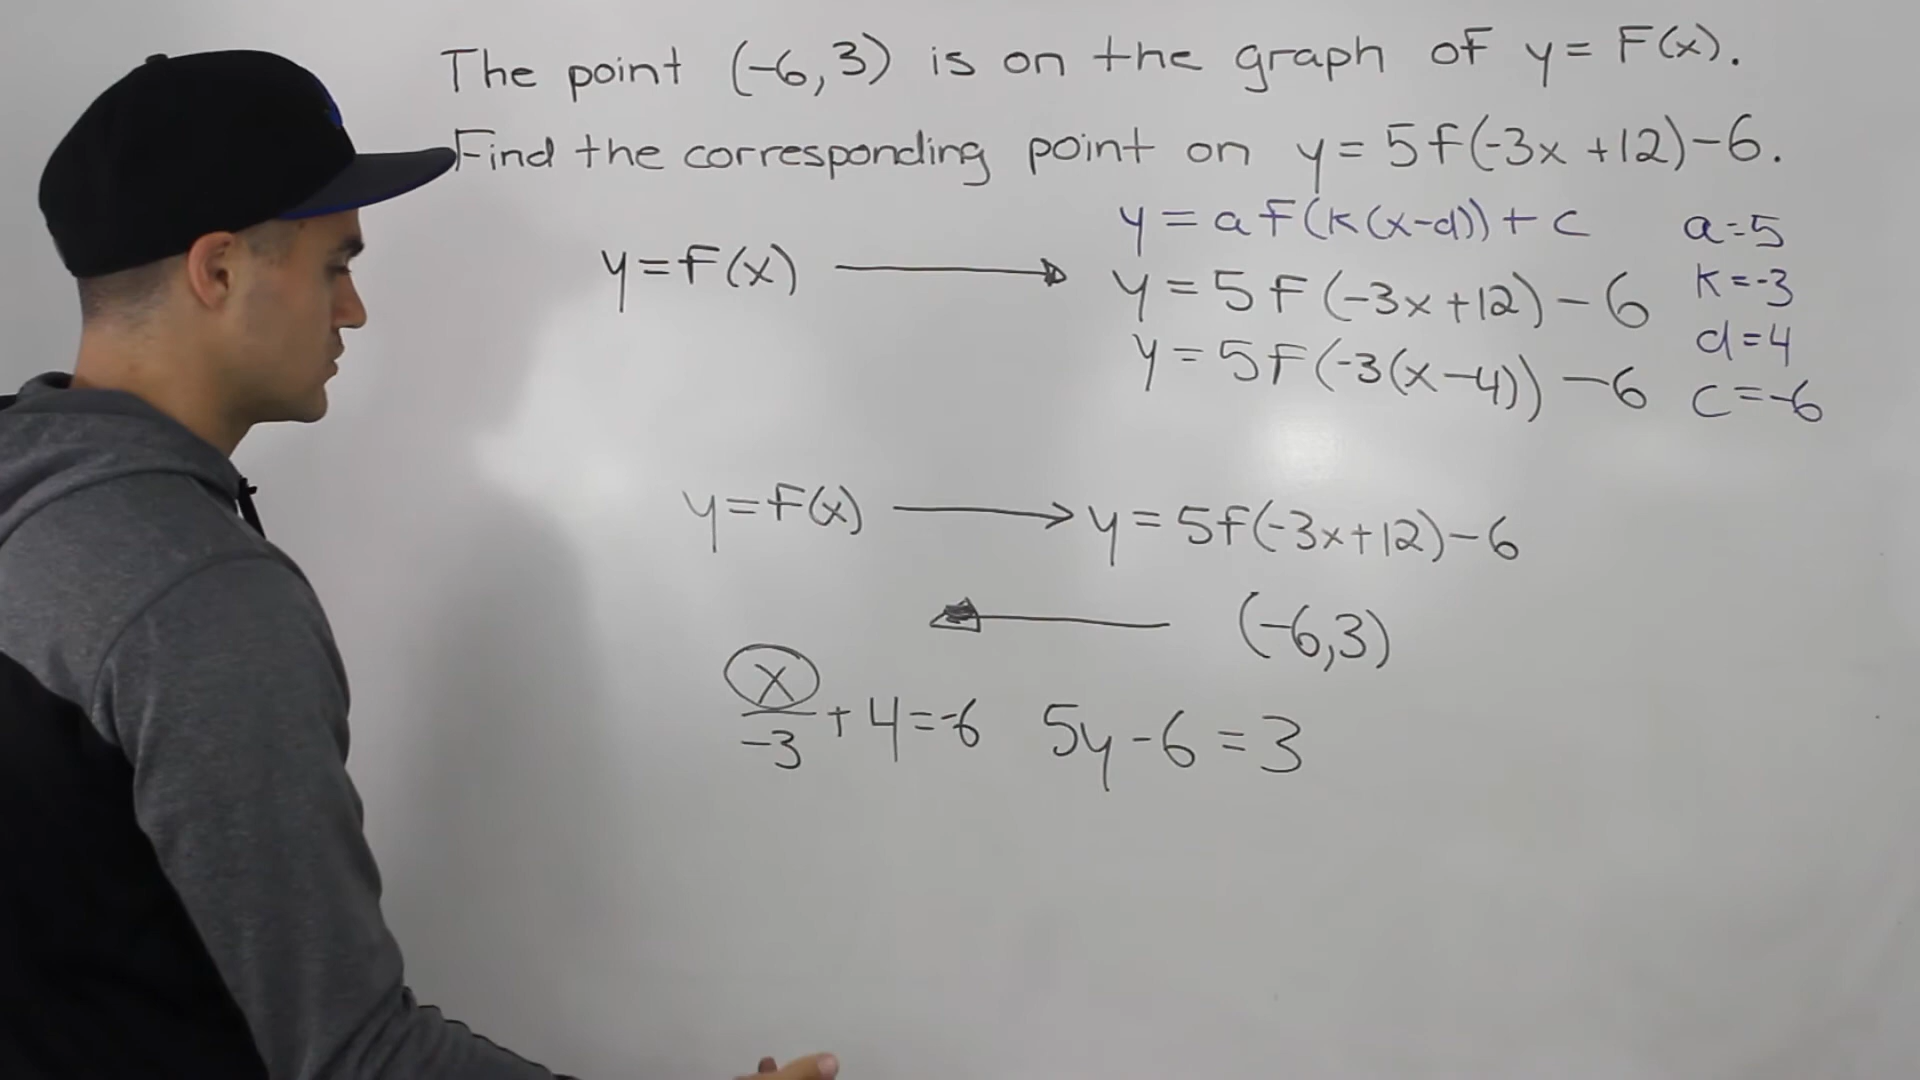 The point (-6,3) is on the graph of y = F(x).
Find the corresponding point on y = 5f(-3x +12)-6.
y = a F(k(x-d)) + c a=5
y=F(x) → y = 5F(-3x+12)-6 k=-3
y = 5F(-3(x-4)) -6 d=4
c=-6
y=F(x) → y = 5f(-3x+12)-6
← (-6,3)
x/-3 + 4 = -6 5y-6 = 3